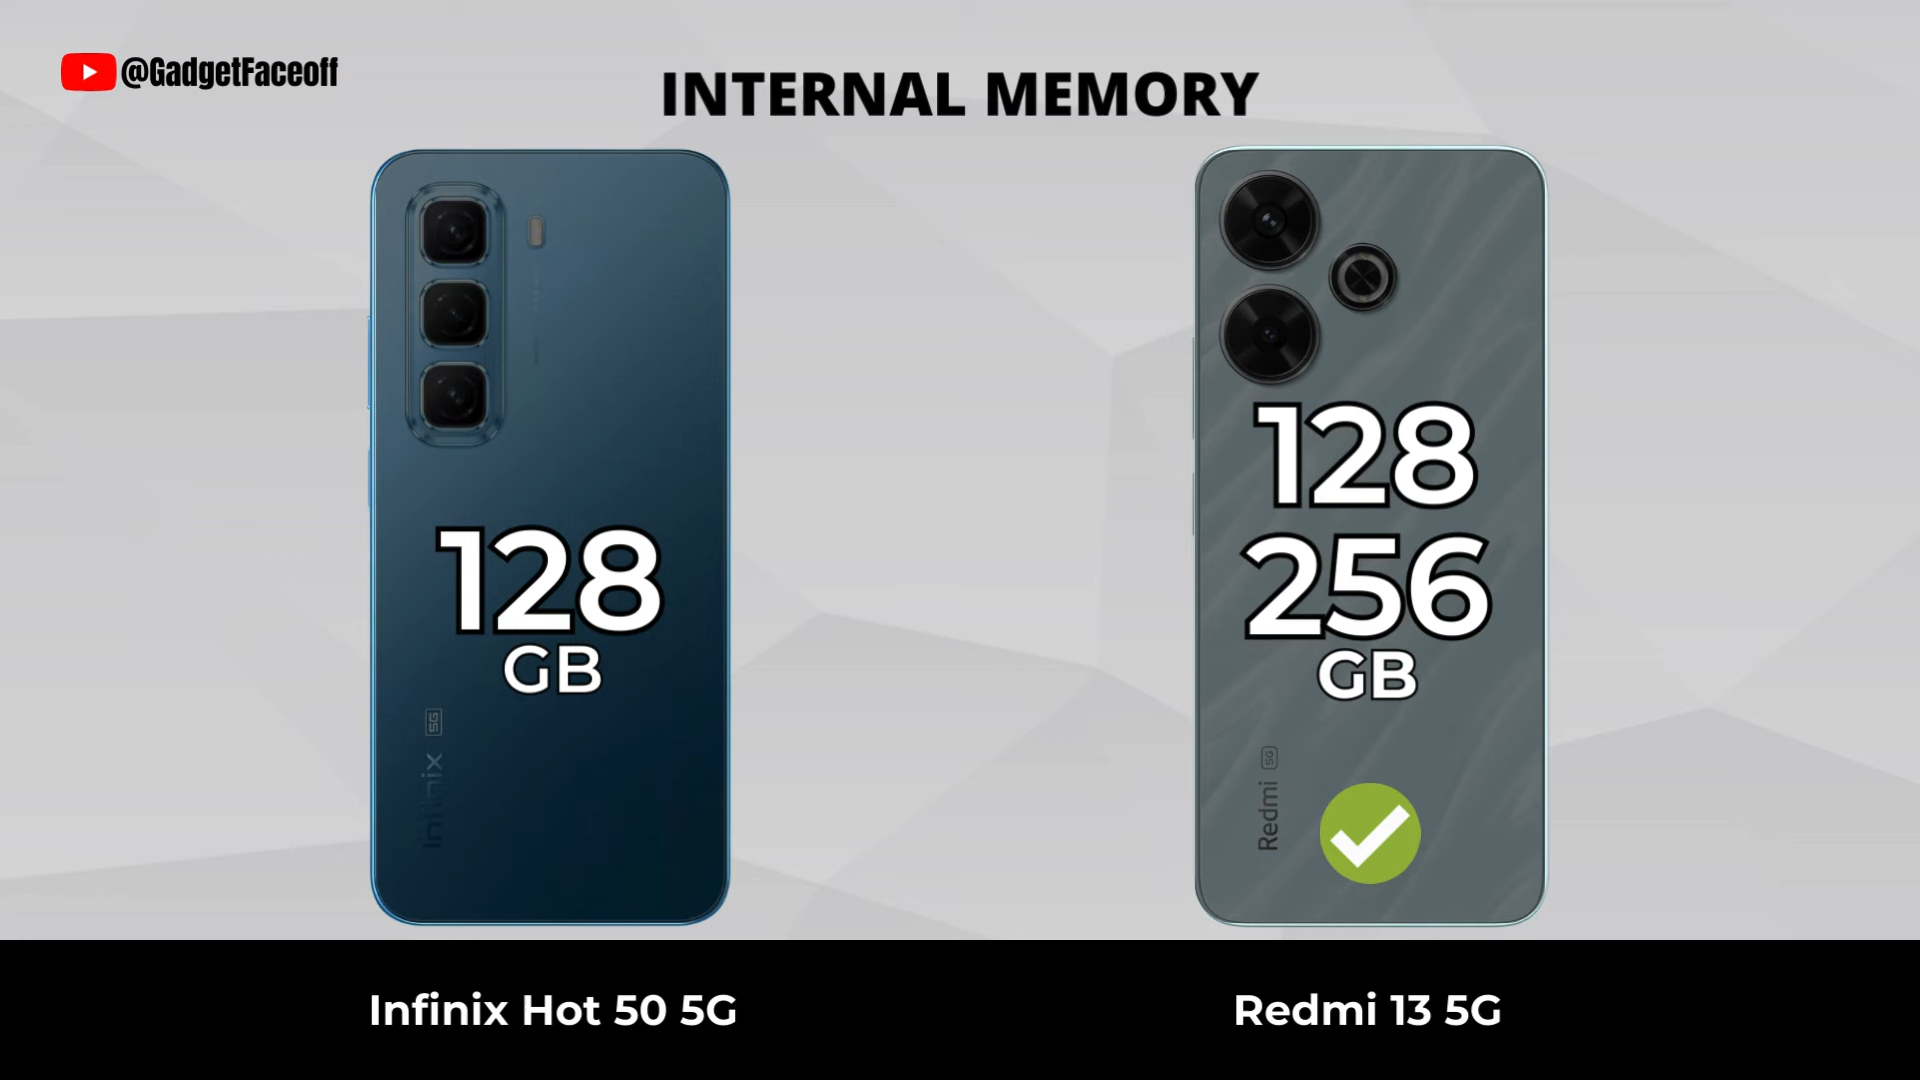 @GadgetFaceoff
INTERNAL MEMORY
128
GB
5G
Infinix
128
256
GB
5G
Redmi
Infinix Hot 50 5G
Redmi 13 5G